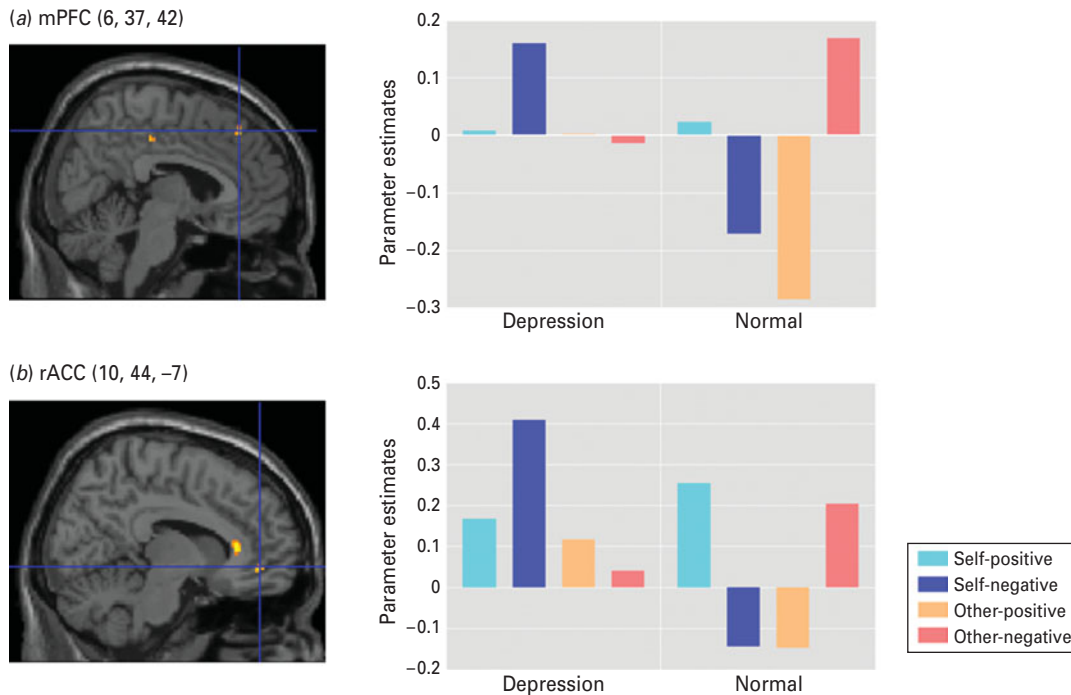 (a) mPFC (6, 37, 42)
Parameter estimates
0.2
0.1
0
–0.1
–0.2
–0.3
Depression Normal
(b) rACC (10, 44, –7)
Parameter estimates
0.5
0.4
0.3
0.2
0.1
0
–0.1
–0.2
Depression Normal
Self-positive
Self-negative
Other-positive
Other-negative